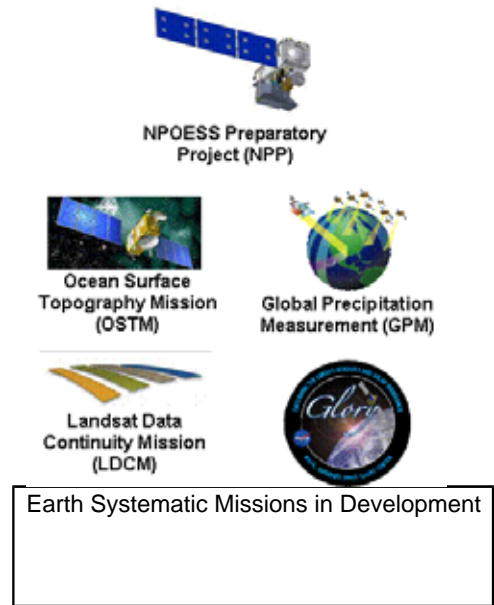 NPOESS Preparatory
Project (NPP)
Ocean Surface
Topography Mission
(OSTM)
Global Precipitation
Measurement (GPM)
Landsat Data
Continuity Mission
(LDCM)
Glory
Earth Systematic Missions in Development